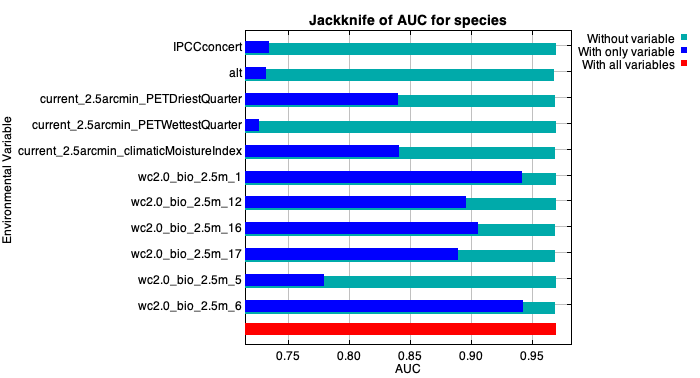 Jackknife of AUC for species
Without variable
With only variable
With all variables
Environmental Variable
IPCCconcert
alt
current_2.5arcmin_PETDriestQuarter
current_2.5arcmin_PETWettestQuarter
current_2.5arcmin_climaticMoistureIndex
wc2.0_bio_2.5m_1
wc2.0_bio_2.5m_12
wc2.0_bio_2.5m_16
wc2.0_bio_2.5m_17
wc2.0_bio_2.5m_5
wc2.0_bio_2.5m_6
0.75 0.80 0.85 0.90 0.95
AUC